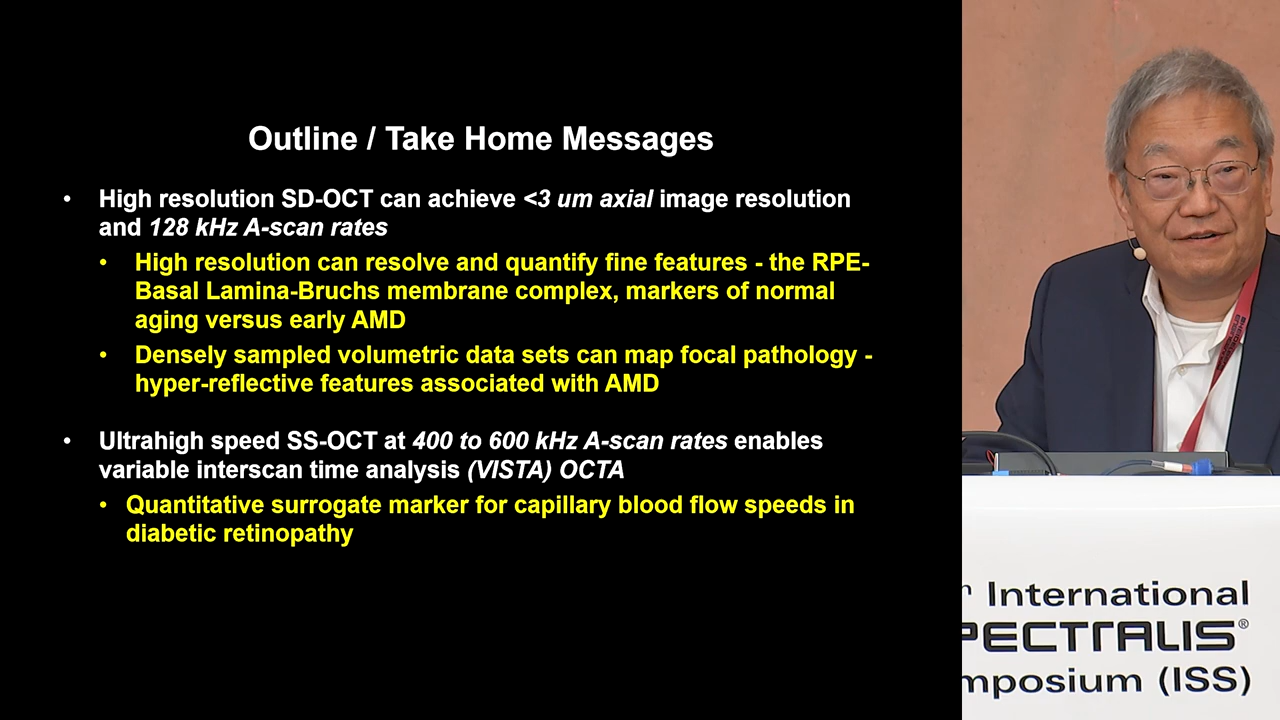 Outline / Take Home Messages
• High resolution SD-OCT can achieve <3 um axial image resolution
and 128 kHz A-scan rates
• High resolution can resolve and quantify fine features - the RPE-
Basal Lamina-Bruchs membrane complex, markers of normal
aging versus early AMD
• Densely sampled volumetric data sets can map focal pathology -
hyper-reflective features associated with AMD
• Ultrahigh speed SS-OCT at 400 to 600 kHz A-scan rates enables
variable interscan time analysis (VISTA) OCTA
• Quantitative surrogate marker for capillary blood flow speeds in
diabetic retinopathy
International
PECTRALIS®
mposium (ISS)